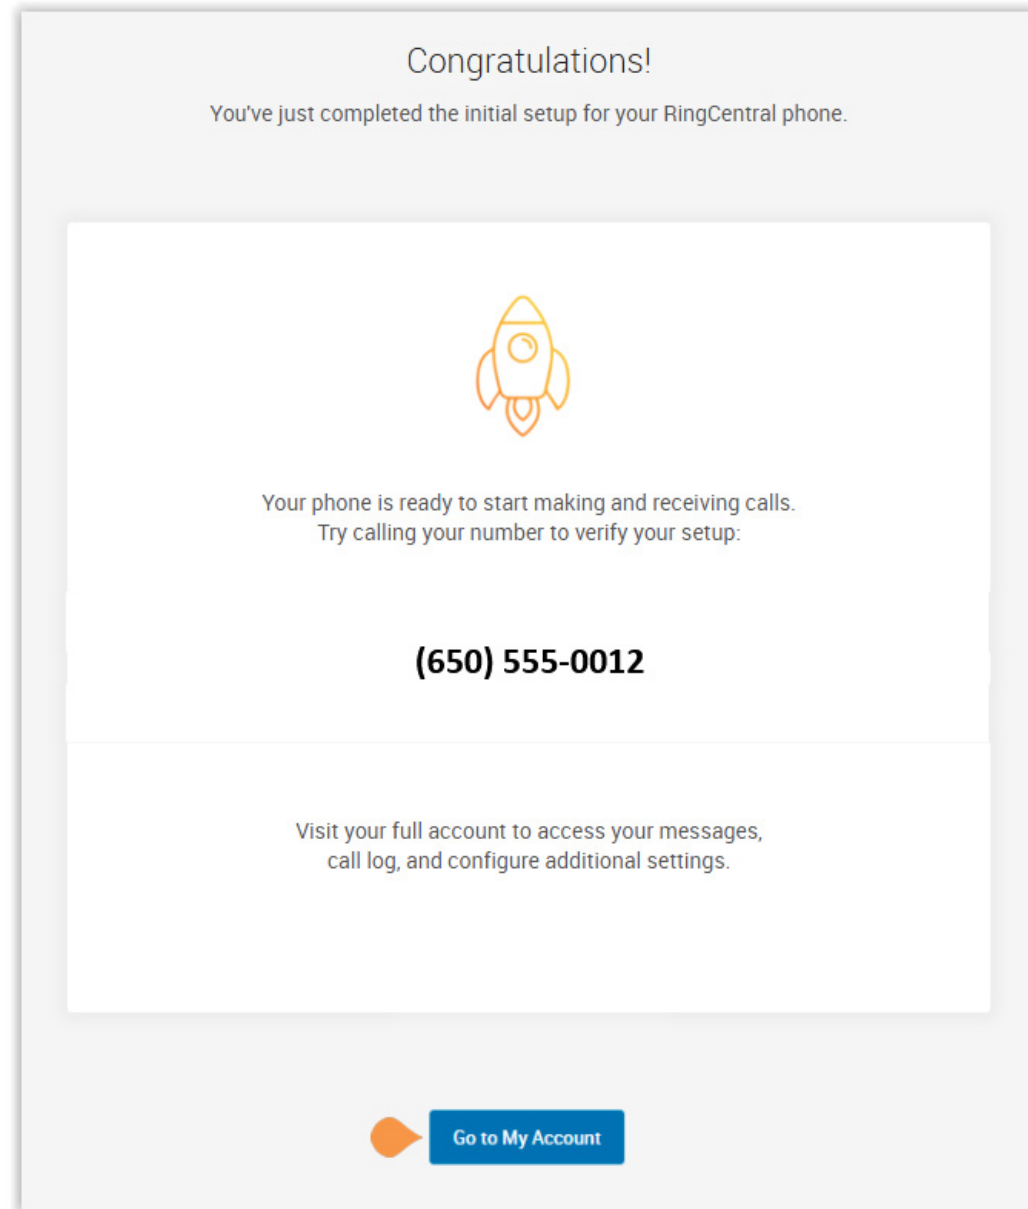 Congratulations!
You've just completed the initial setup for your RingCentral phone.
Your phone is ready to start making and receiving calls.
Try calling your number to verify your setup:
(650) 555-0012
Visit your full account to access your messages,
call log, and configure additional settings.
Go to My Account